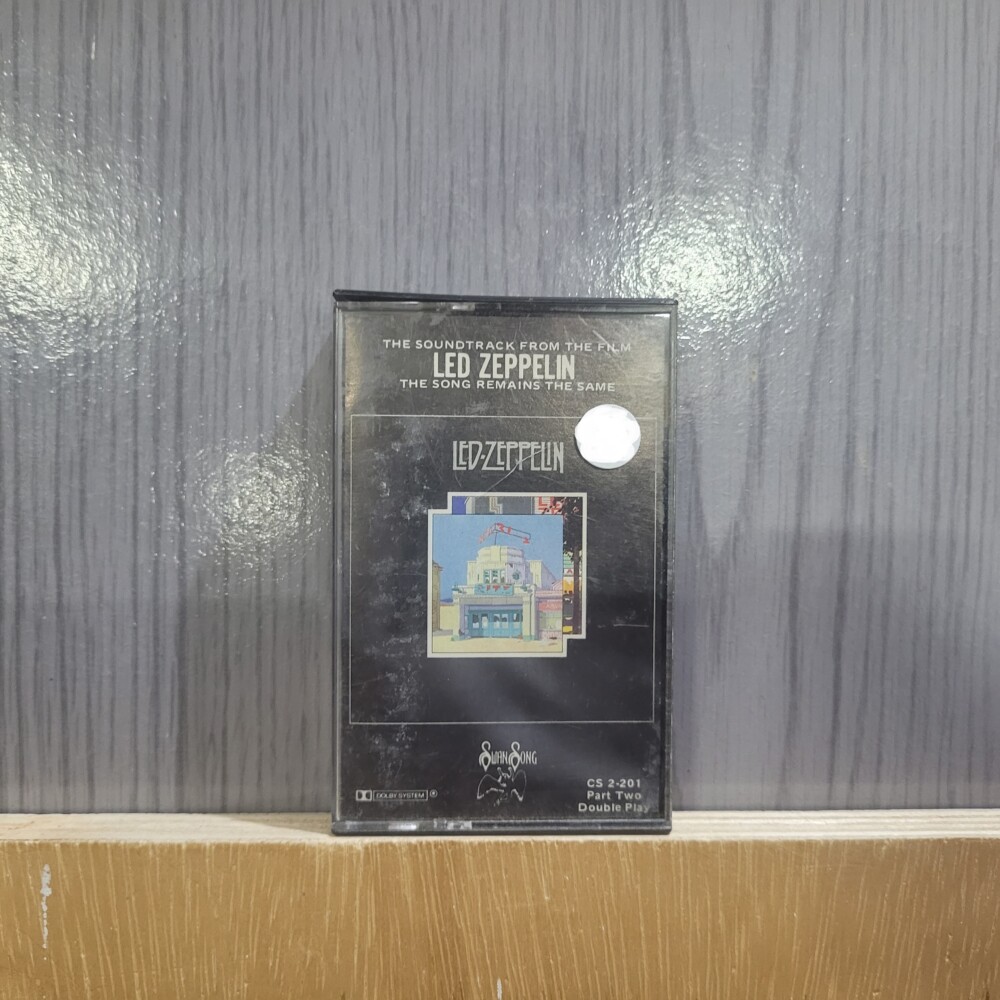 THE SOUNDTRACK FROM THE FILM
LED ZEPPELIN
THE SONG REMAINS THE SAME
LED-ZEPPELIN
SWAN SONG
DOLBY SYSTEM ®
CS 2-201
Part Two
Double Play